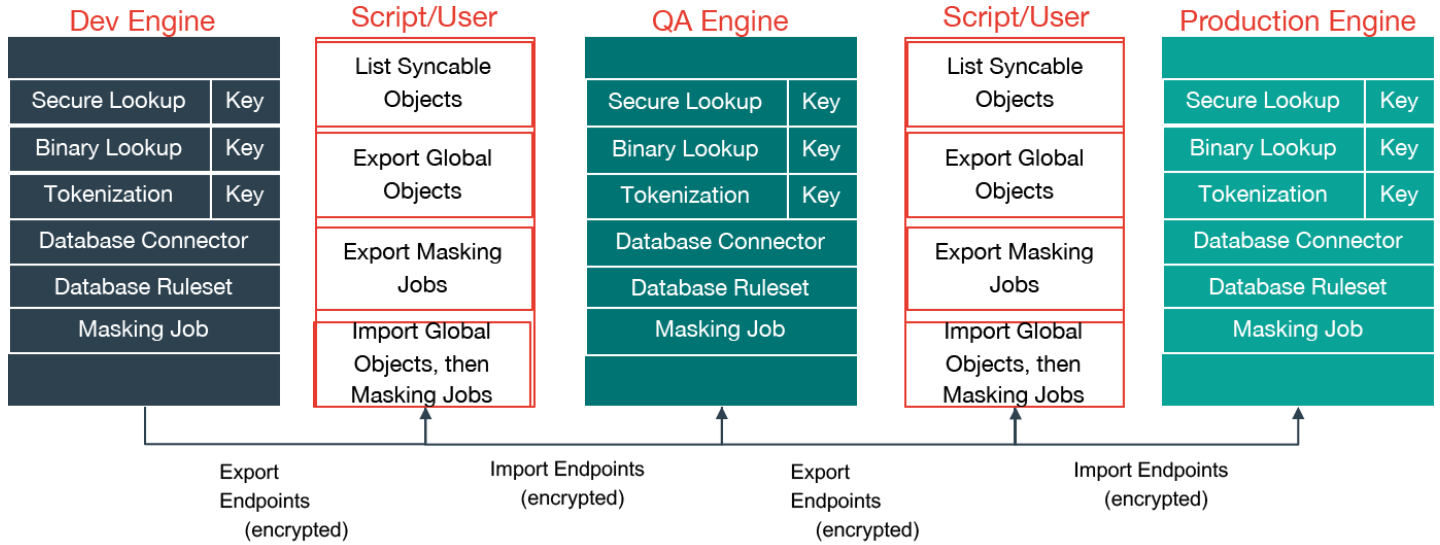 Dev Engine
Secure Lookup
Key
Binary Lookup
Key
Tokenization
Key
Database Connector
Database Ruleset
Masking Job
Script/User
List Syncable
Objects
Export Global
Objects
Export Masking
Jobs
Import Global
Objects, then
Masking Jobs
QA Engine
Secure Lookup
Key
Binary Lookup
Key
Tokenization
Key
Database Connector
Database Ruleset
Masking Job
Script/User
List Syncable
Objects
Export Global
Objects
Export Masking
Jobs
Import Global
Objects, then
Masking Jobs
Production Engine
Secure Lookup
Key
Binary Lookup
Key
Tokenization
Key
Database Connector
Database Ruleset
Masking Job
Export
Endpoints
(encrypted)
Import Endpoints
(encrypted)
Export
Endpoints
(encrypted)
Import Endpoints
(encrypted)